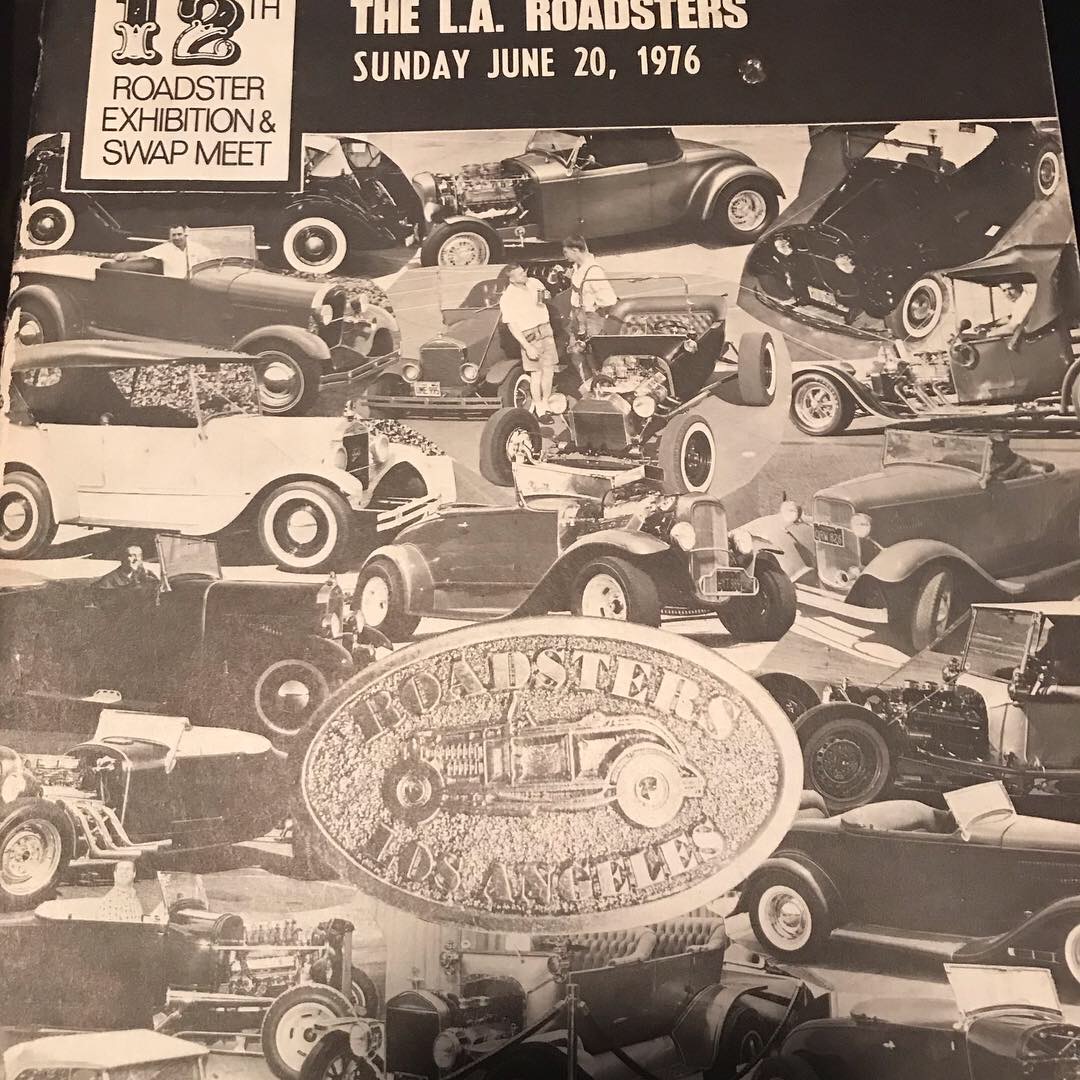 12TH
ROADSTER
EXHIBITION &
SWAP MEET
THE L.A. ROADSTERS
SUNDAY JUNE 20, 1976
ROADSTERS
LOS ANGELES